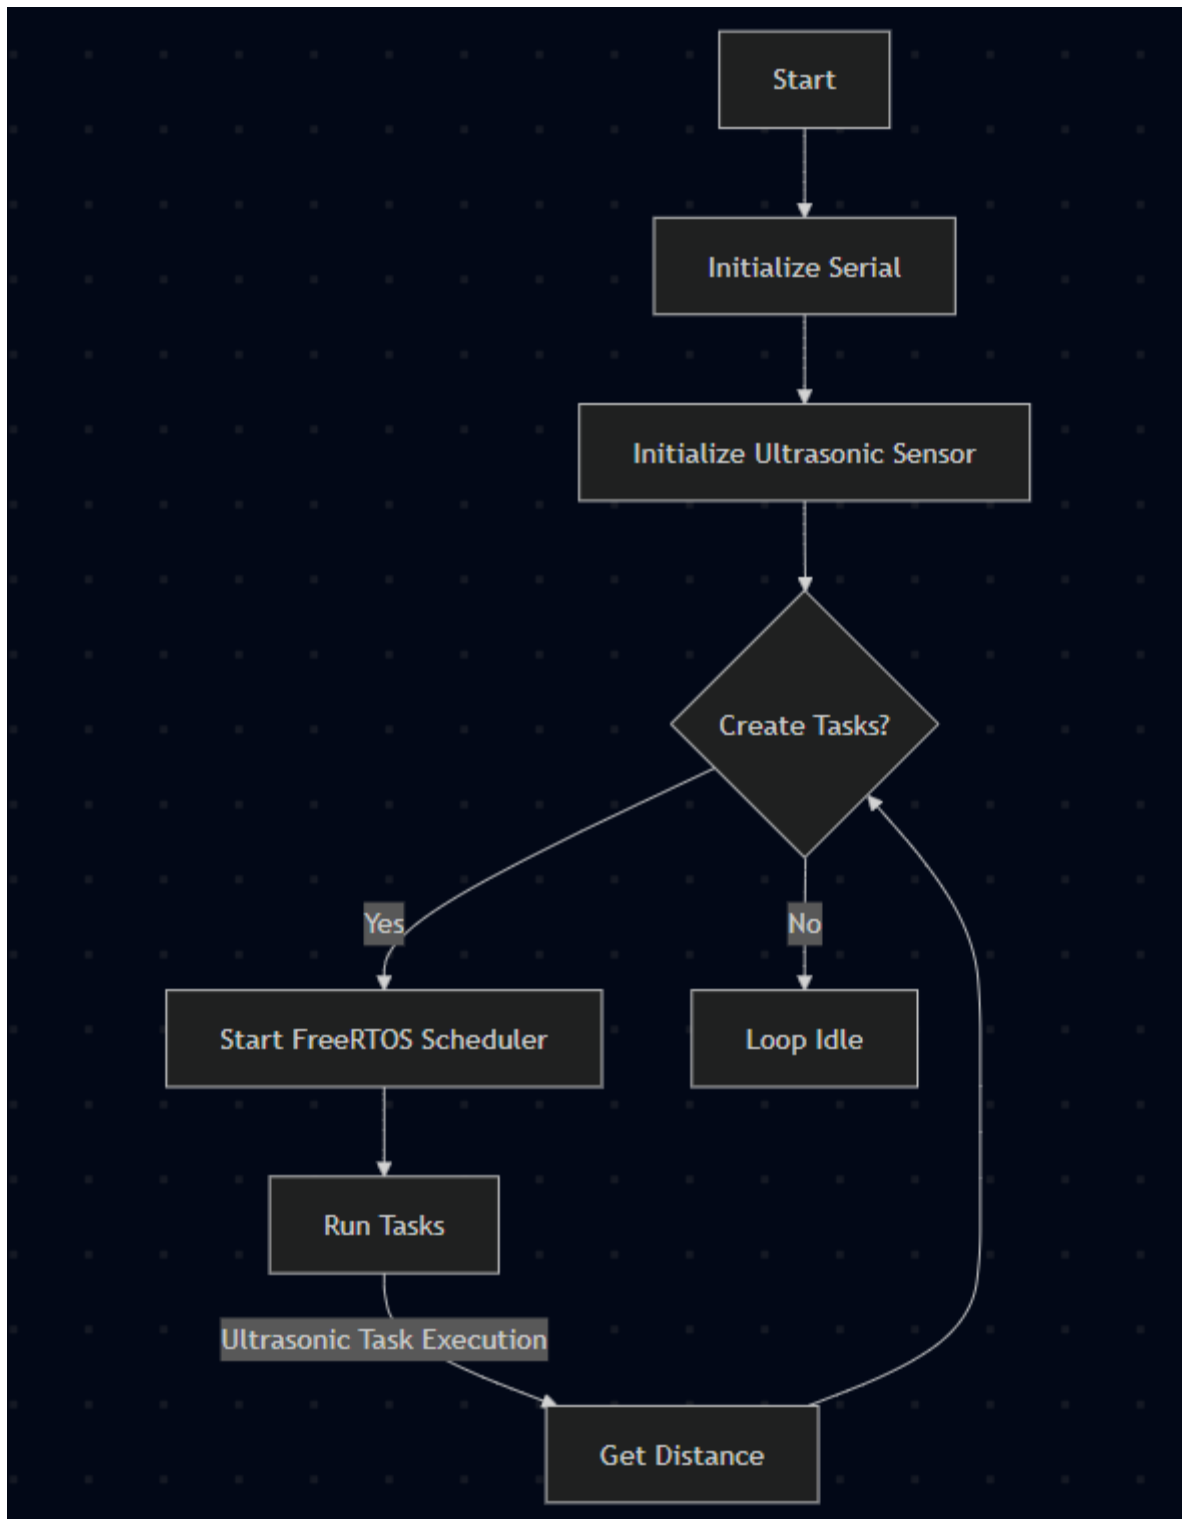 Start
Initialize Serial
Initialize Ultrasonic Sensor
Create Tasks?
Yes
No
Start FreeRTOS Scheduler
Loop Idle
Run Tasks
Ultrasonic Task Execution
Get Distance